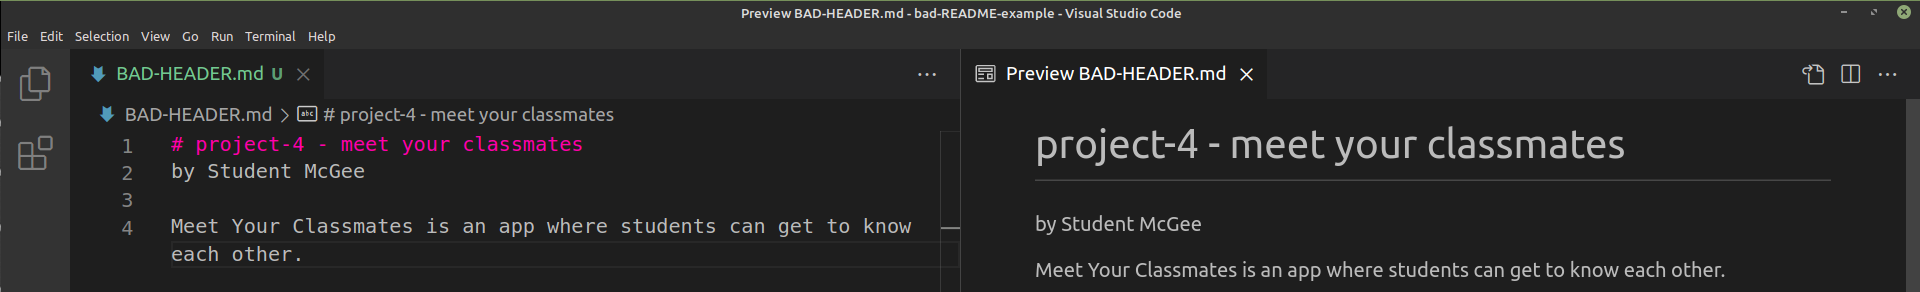 Preview BAD-HEADER.md - bad-README-example - Visual Studio Code
File Edit Selection View Go Run Terminal Help
BAD-HEADER.md U
BAD-HEADER.md > abc # project-4 - meet your classmates
1 # project-4 - meet your classmates
2 by Student McGee
3
4 Meet Your Classmates is an app where students can get to know
each other.
Preview BAD-HEADER.md
project-4 - meet your classmates
by Student McGee
Meet Your Classmates is an app where students can get to know each other.